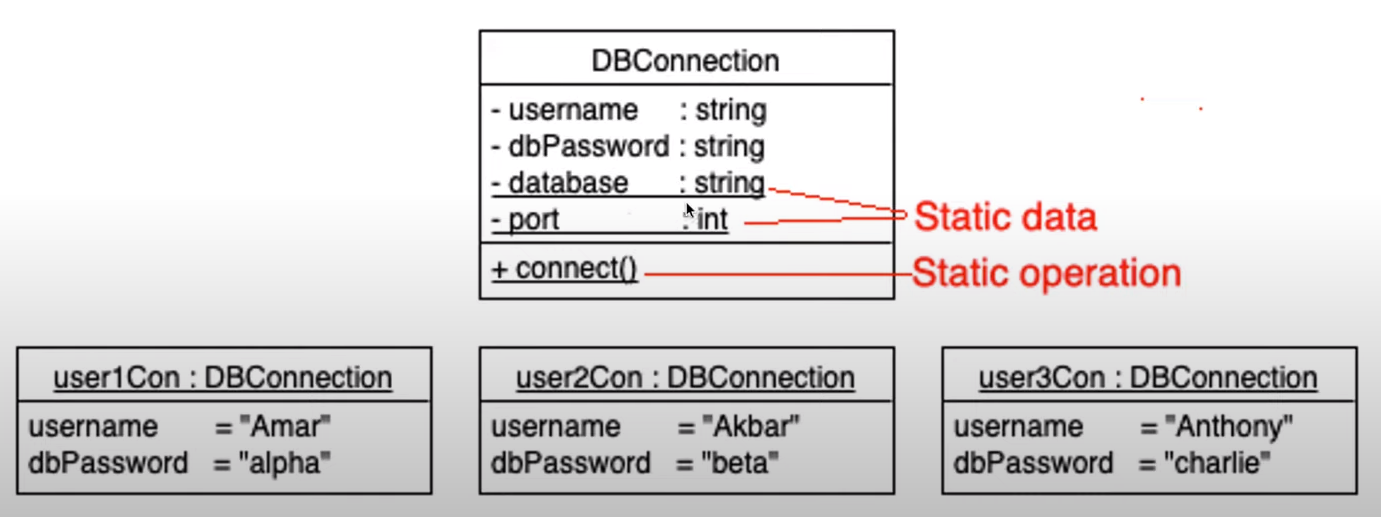 DBConnection
- username : string
- dbPassword : string
- database : string
- port : int
Static data
+ connect()
Static operation
user1Con : DBConnection
username = "Amar"
dbPassword = "alpha"
user2Con : DBConnection
username = "Akbar"
dbPassword = "beta"
user3Con : DBConnection
username = "Anthony"
dbPassword = "charlie"